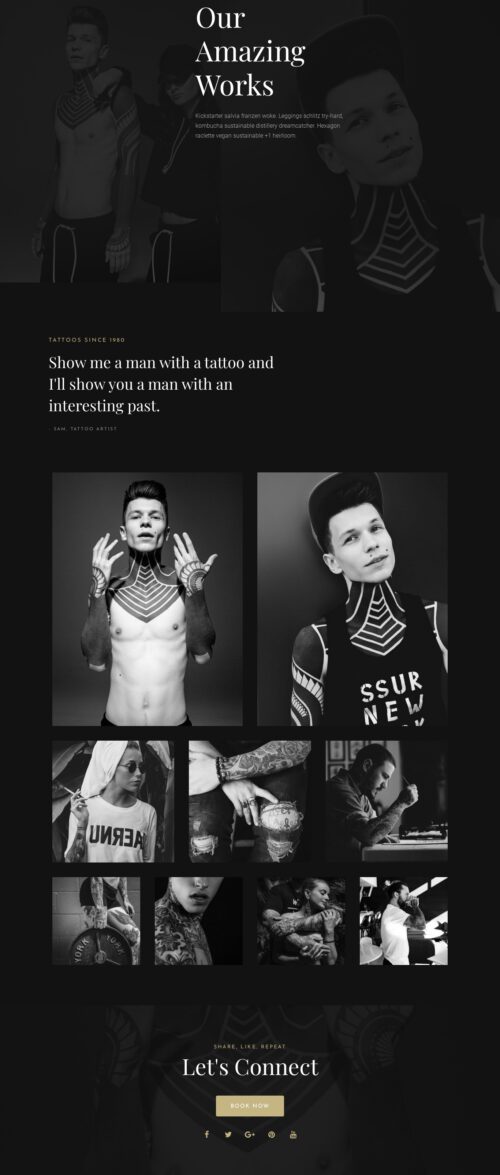 Our
Amazing
Works
Kickstarter salvia franzen woke. Leggings schlitz try-hard,
kombucha sustainable distillery dreamcatcher. Hexagon
raclette vegan sustainable +1 heirloom.
TATTOOS SINCE 1980
Show me a man with a tattoo and
I'll show you a man with an
interesting past.
- SAM, TATTOO ARTIST
SSUR
NEW
YORK
YORK
SHARE, LIKE, REPEAT
Let's Connect
BOOK NOW